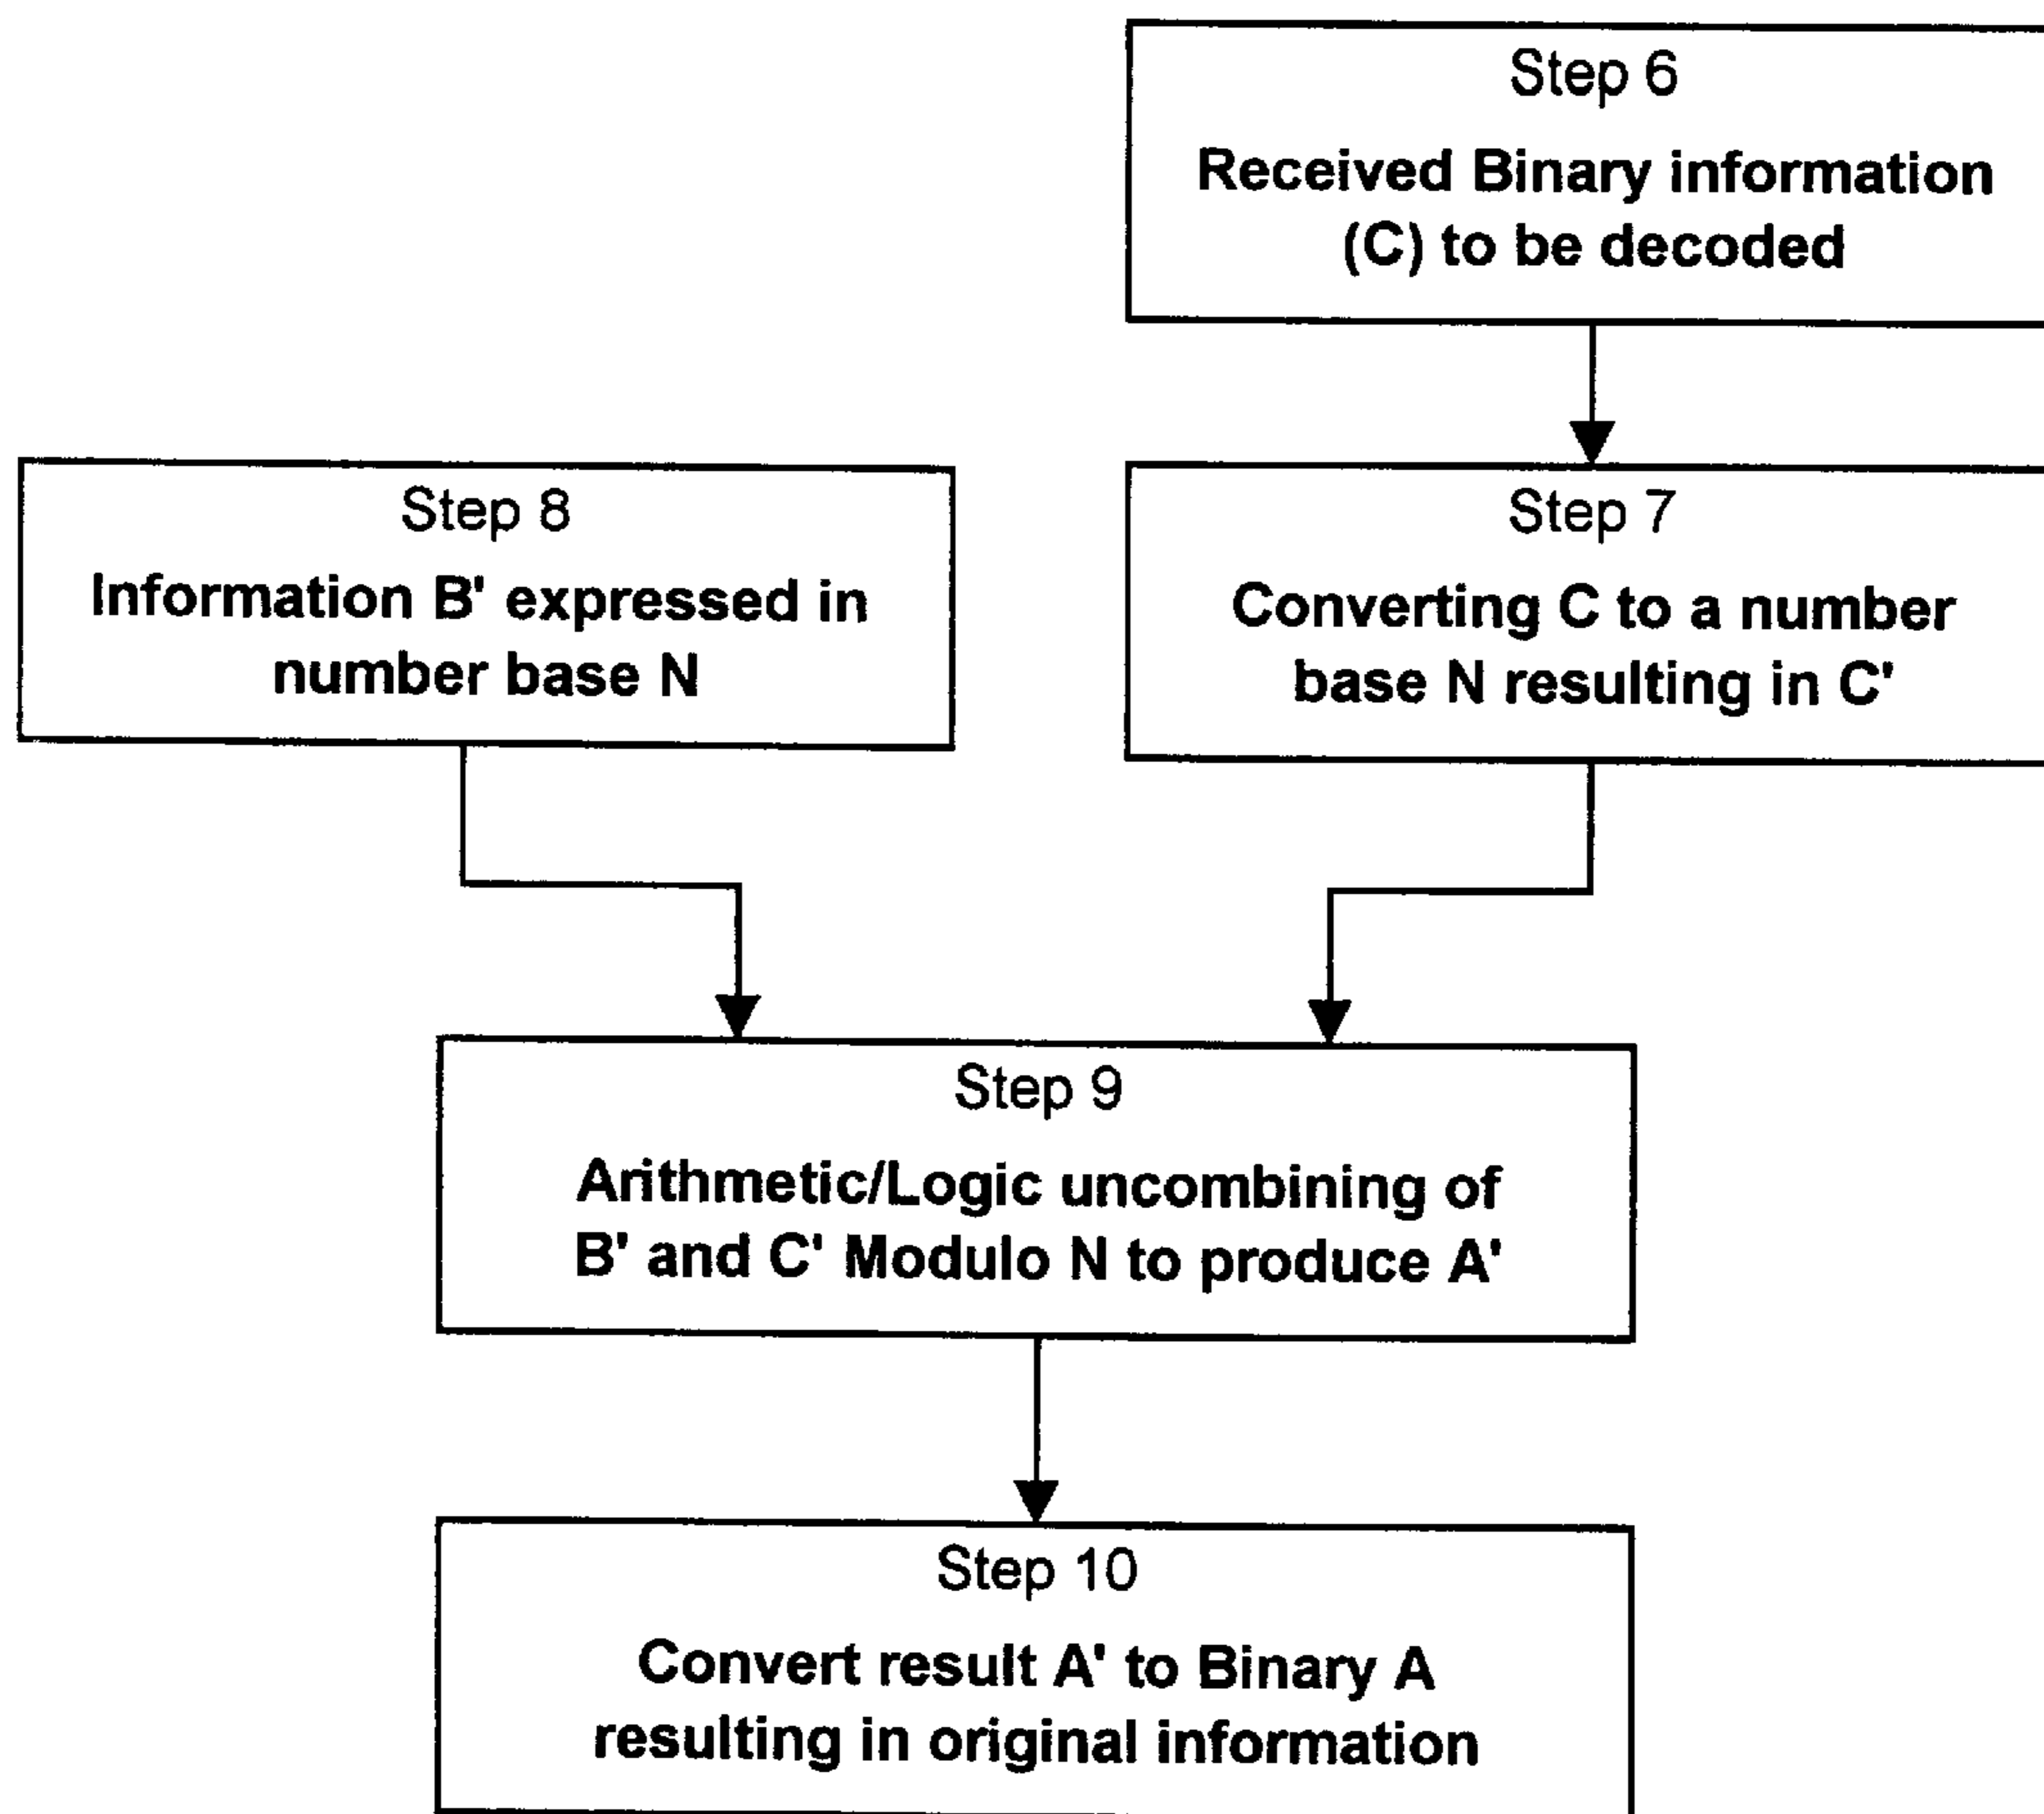 Step 6
Received Binary information
(C) to be decoded
Step 8
Information B' expressed in
number base N
Step 7
Converting C to a number
base N resulting in C'
Step 9
Arithmetic/Logic uncombining of
B' and C' Modulo N to produce A'
Step 10
Convert result A' to Binary A
resulting in original information